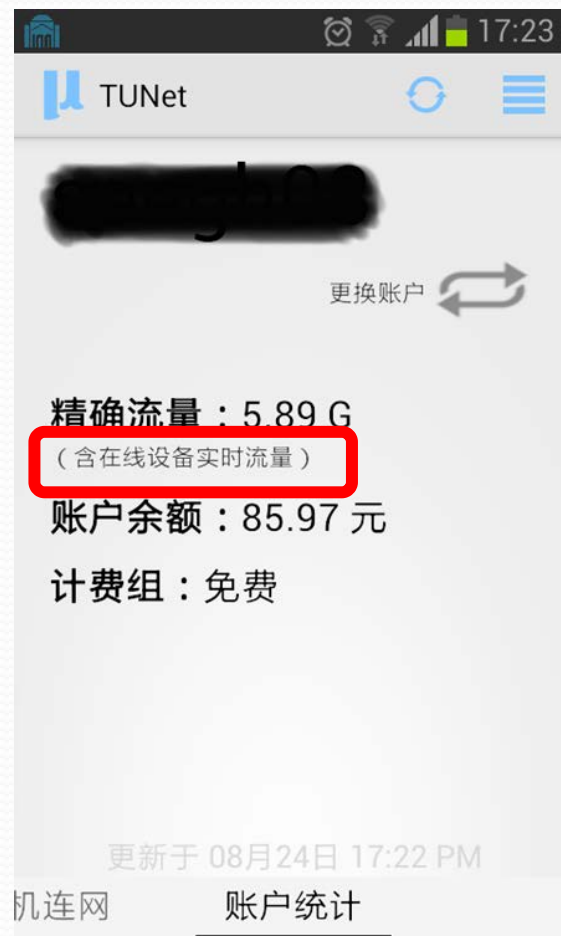 17:23
TUNet
更换账户
精确流量：5.89 G
（含在线设备实时流量）
账户余额：85.97 元
计费组：免费
更新于 08月24日 17:22 PM
机连网 账户统计